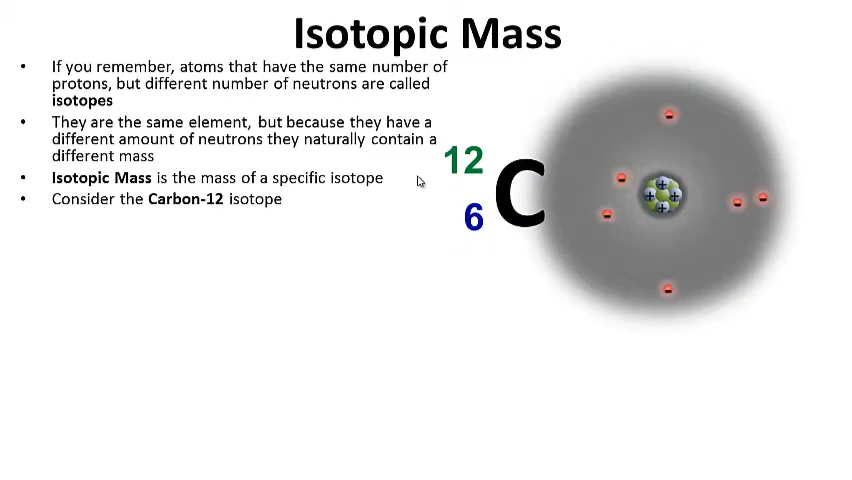 Isotopic Mass
• If you remember, atoms that have the same number of
protons, but different number of neutrons are called
isotopes
• They are the same element, but because they have a
different amount of neutrons they naturally contain a
different mass
• Isotopic Mass is the mass of a specific isotope
• Consider the Carbon-12 isotope
12
6
C